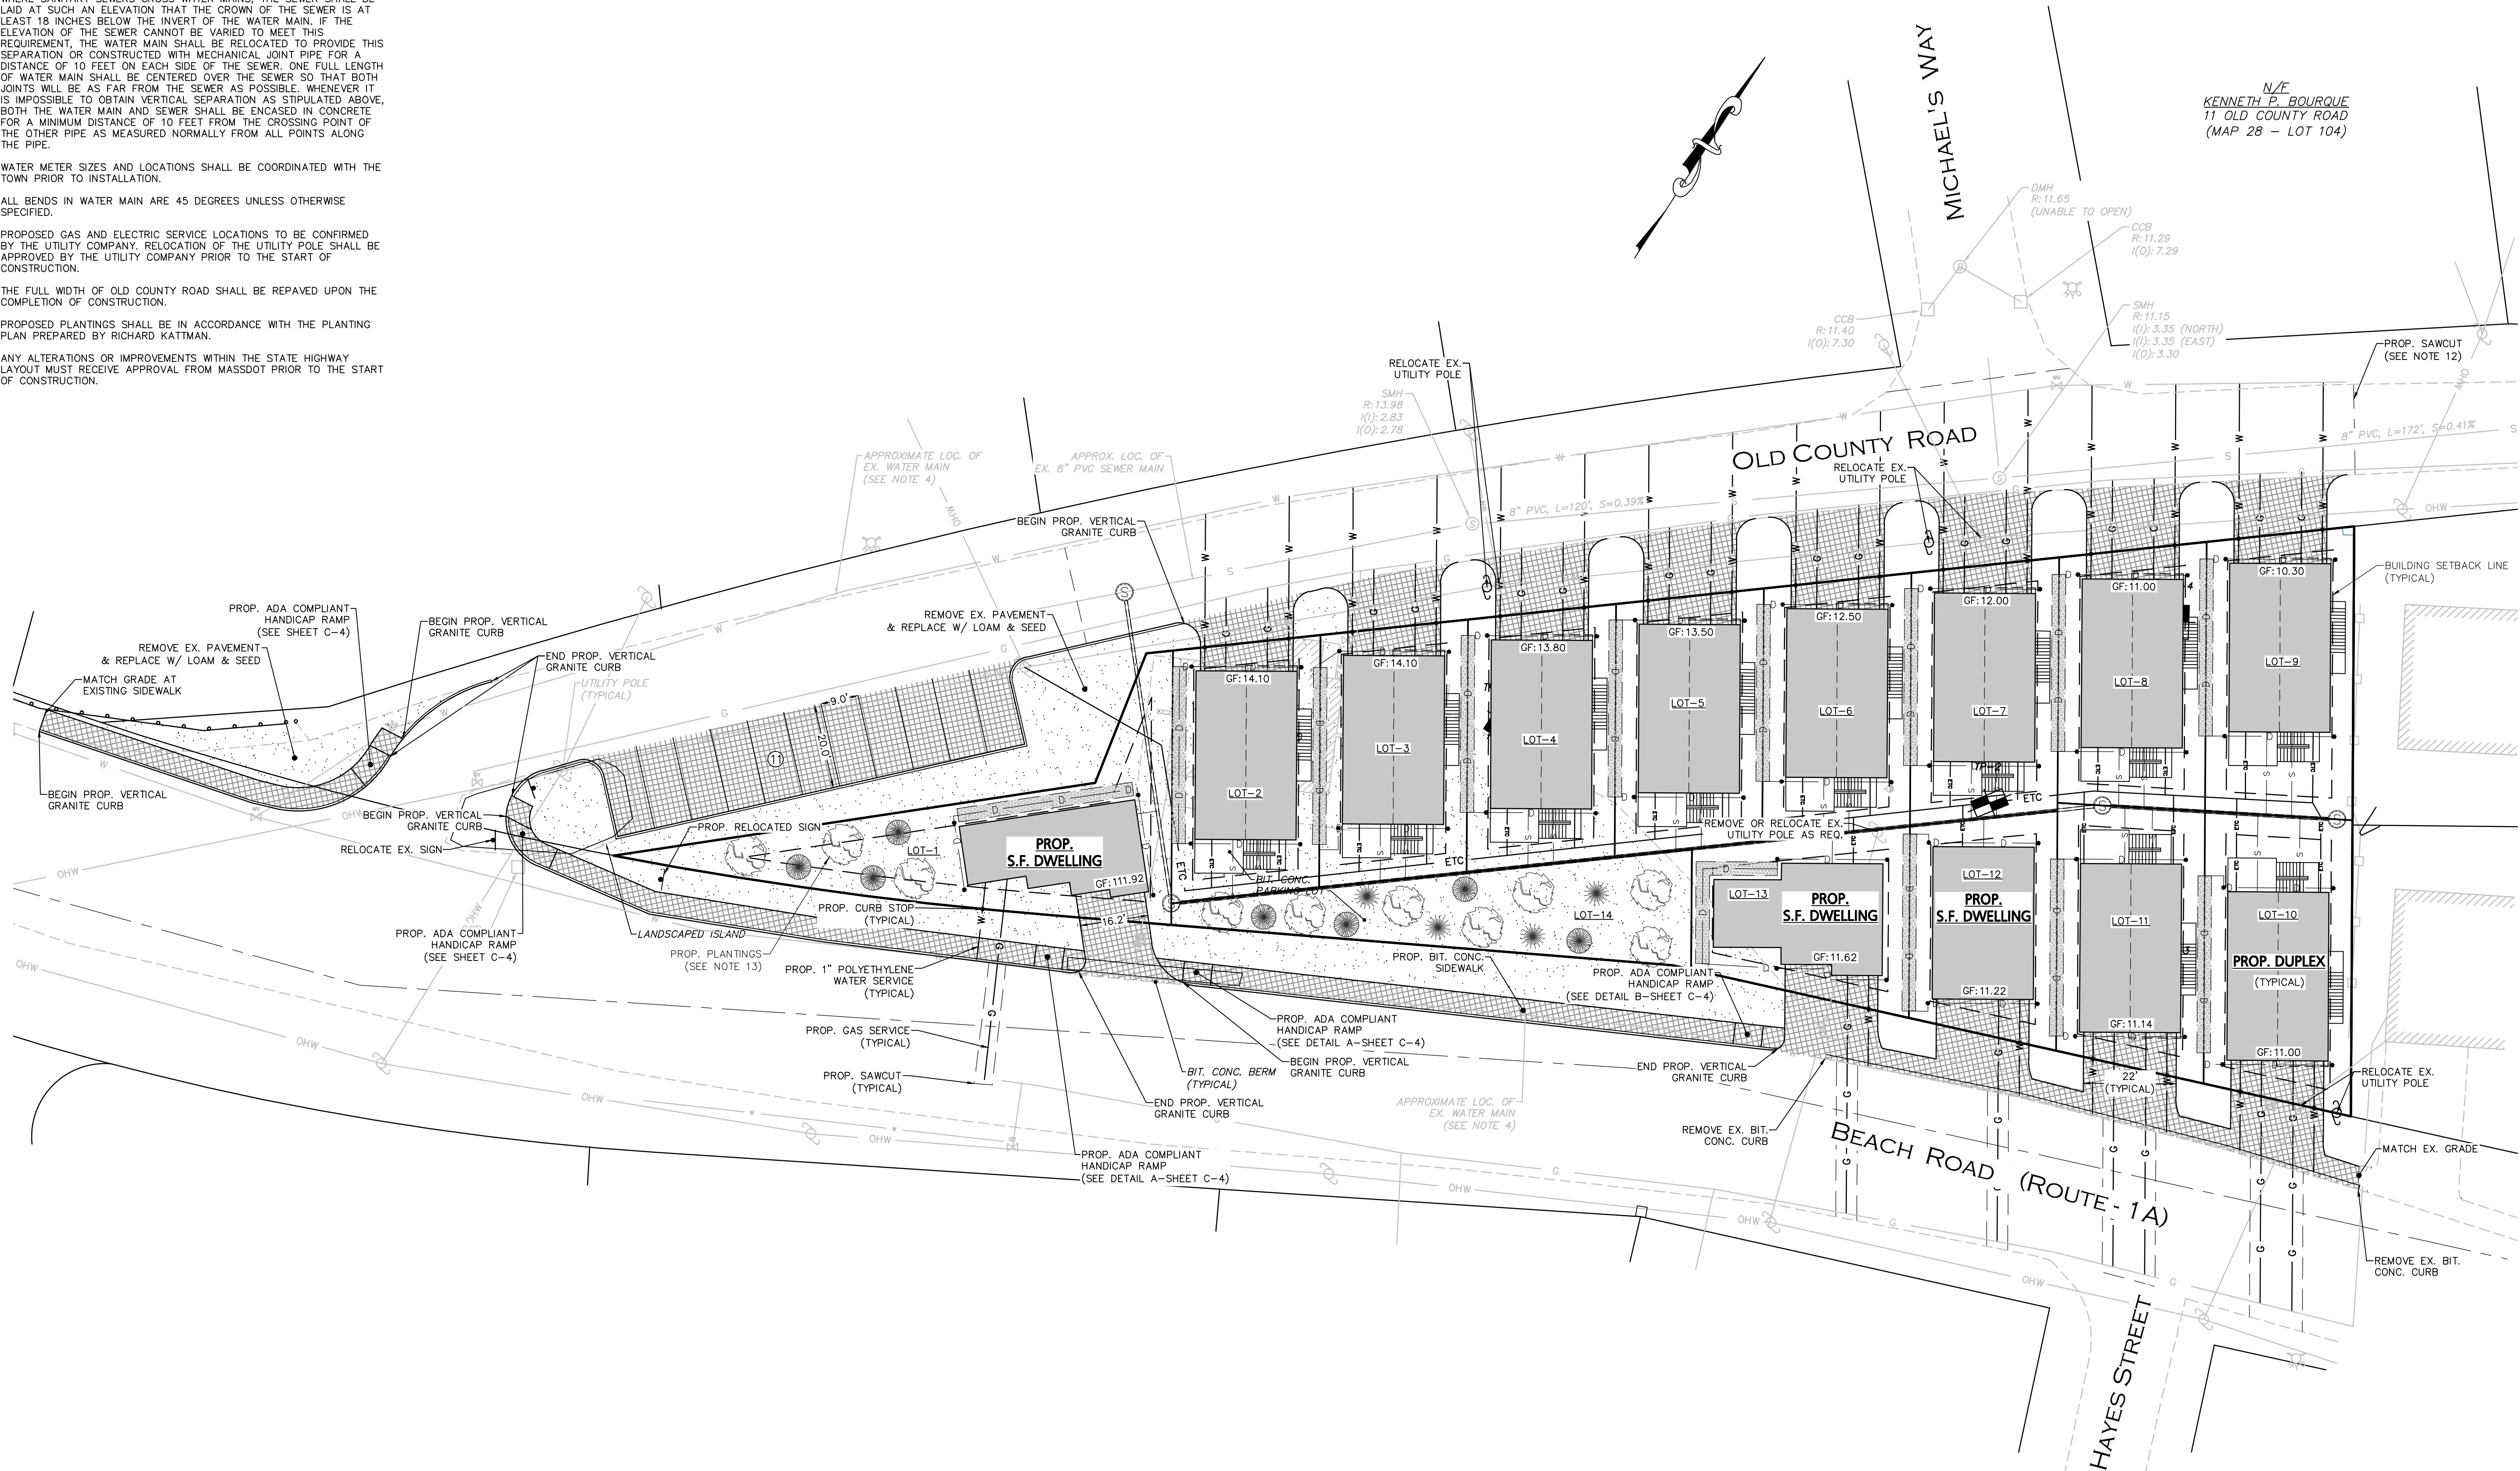 WHERE SANITARY SEWERS CROSS WATER MAINS, THE SEWER SHALL BE
LAID AT SUCH AN ELEVATION THAT THE CROWN OF THE SEWER IS AT
LEAST 18 INCHES BELOW THE INVERT OF THE WATER MAIN. IF THE
ELEVATION OF THE SEWER CANNOT BE VARIED TO MEET THIS
REQUIREMENT, THE WATER MAIN SHALL BE RELOCATED TO PROVIDE THIS
SEPARATION OR CONSTRUCTED WITH MECHANICAL JOINT PIPE FOR A
DISTANCE OF 10 FEET ON EACH SIDE OF THE SEWER. ONE FULL LENGTH
OF WATER MAIN SHALL BE CENTERED OVER THE SEWER SO THAT BOTH
JOINTS WILL BE AS FAR FROM THE SEWER AS POSSIBLE. WHENEVER IT
IS IMPOSSIBLE TO OBTAIN VERTICAL SEPARATION AS STIPULATED ABOVE,
BOTH THE WATER MAIN AND SEWER SHALL BE ENCASED IN CONCRETE
FOR A MINIMUM DISTANCE OF 10 FEET FROM THE CROSSING POINT OF
THE OTHER PIPE AS MEASURED NORMALLY FROM ALL POINTS ALONG
THE PIPE.
WATER METER SIZES AND LOCATIONS SHALL BE COORDINATED WITH THE
TOWN PRIOR TO INSTALLATION.
ALL BENDS IN WATER MAIN ARE 45 DEGREES UNLESS OTHERWISE
SPECIFIED.
PROPOSED GAS AND ELECTRIC SERVICE LOCATIONS TO BE CONFIRMED
BY THE UTILITY COMPANY. RELOCATION OF THE UTILITY POLE SHALL BE
APPROVED BY THE UTILITY COMPANY PRIOR TO THE START OF
CONSTRUCTION.
THE FULL WIDTH OF OLD COUNTY ROAD SHALL BE REPAVED UPON THE
COMPLETION OF CONSTRUCTION.
PROPOSED PLANTINGS SHALL BE IN ACCORDANCE WITH THE PLANTING
PLAN PREPARED BY RICHARD KATTMAN.
ANY ALTERATIONS OR IMPROVEMENTS WITHIN THE STATE HIGHWAY
LAYOUT MUST RECEIVE APPROVAL FROM MASSDOT PRIOR TO THE START
OF CONSTRUCTION.
MICHAEL'S WAY
N/F
KENNETH P. BOURQUE
11 OLD COUNTY ROAD
(MAP 28 – LOT 104)
DMH
R: 11.65
(UNABLE TO OPEN)
CCB
R: 11.29
I(O): 7.29
CCB
R: 11.40
I(O): 7.30
SMH
R: 11.15
I(I): 3.35 (NORTH)
I(I): 3.35 (EAST)
I(O): 3.30
PROP. SAWCUT
(SEE NOTE 12)
RELOCATE EX.
UTILITY POLE
SMH
R: 13.98
I(I): 2.83
I(O): 2.78
OLD COUNTY ROAD
RELOCATE EX.
UTILITY POLE
8" PVC, L=172', S=0.41%
8" PVC, L=120', S=0.39%
APPROXIMATE LOC. OF
EX. WATER MAIN
(SEE NOTE 4)
APPROX. LOC. OF
EX. 8" PVC SEWER MAIN
BEGIN PROP. VERTICAL
GRANITE CURB
BUILDING SETBACK LINE
(TYPICAL)
PROP. ADA COMPLIANT
HANDICAP RAMP
(SEE SHEET C-4)
REMOVE EX. PAVEMENT
& REPLACE W/ LOAM & SEED
MATCH GRADE AT
EXISTING SIDEWALK
BEGIN PROP. VERTICAL
GRANITE CURB
END PROP. VERTICAL
GRANITE CURB
UTILITY POLE
(TYPICAL)
REMOVE EX. PAVEMENT
& REPLACE W/ LOAM & SEED
9.0'
20.0'
11
GF: 14.10
LOT-2
GF: 14.10
LOT-3
GF: 13.80
LOT-4
GF: 13.50
LOT-5
GF: 12.50
LOT-6
GF: 12.00
LOT-7
TP-2
GF: 11.00
LOT-8
GF: 10.30
LOT-9
BEGIN PROP. VERTICAL
GRANITE CURB
BEGIN PROP. VERTICAL
GRANITE CURB
RELOCATE EX. SIGN
PROP. RELOCATED SIGN
LOT-1
PROP.
S.F. DWELLING
GF: 111.92
ETC
ETC
ETC
BIT. CONC.
PARKING LOT
REMOVE OR RELOCATE EX.
UTILITY POLE AS REQ.
PROP. CURB STOP
(TYPICAL)
16.2'
LANDSCAPED ISLAND
PROP. PLANTINGS
(SEE NOTE 13)
PROP. ADA COMPLIANT
HANDICAP RAMP
(SEE SHEET C-4)
LOT-14
LOT-13
PROP.
S.F. DWELLING
GF: 11.62
LOT-12
PROP.
S.F. DWELLING
GF: 11.22
LOT-11
GF: 11.14
LOT-10
PROP. DUPLEX
(TYPICAL)
GF: 11.00
PROP. 1" POLYETHYLENE
WATER SERVICE
(TYPICAL)
PROP. BIT. CONC.
SIDEWALK
PROP. ADA COMPLIANT
HANDICAP RAMP
(SEE DETAIL B-SHEET C-4)
PROP. GAS SERVICE
(TYPICAL)
PROP. SAWCUT
(TYPICAL)
PROP. ADA COMPLIANT
HANDICAP RAMP
(SEE DETAIL A-SHEET C-4)
BEGIN PROP. VERTICAL
GRANITE CURB
BIT. CONC. BERM
(TYPICAL)
END PROP. VERTICAL
GRANITE CURB
END PROP. VERTICAL
GRANITE CURB
22'
(TYPICAL)
RELOCATE EX.
UTILITY POLE
APPROXIMATE LOC. OF
EX. WATER MAIN
(SEE NOTE 4)
REMOVE EX. BIT.
CONC. CURB
BEACH ROAD (ROUTE - 1A)
MATCH EX. GRADE
PROP. ADA COMPLIANT
HANDICAP RAMP
(SEE DETAIL A-SHEET C-4)
REMOVE EX. BIT.
CONC. CURB
HAYES STREET
OHW
OHW
OHW
OHW
OHW
OHW
OHW
OHW
OHW